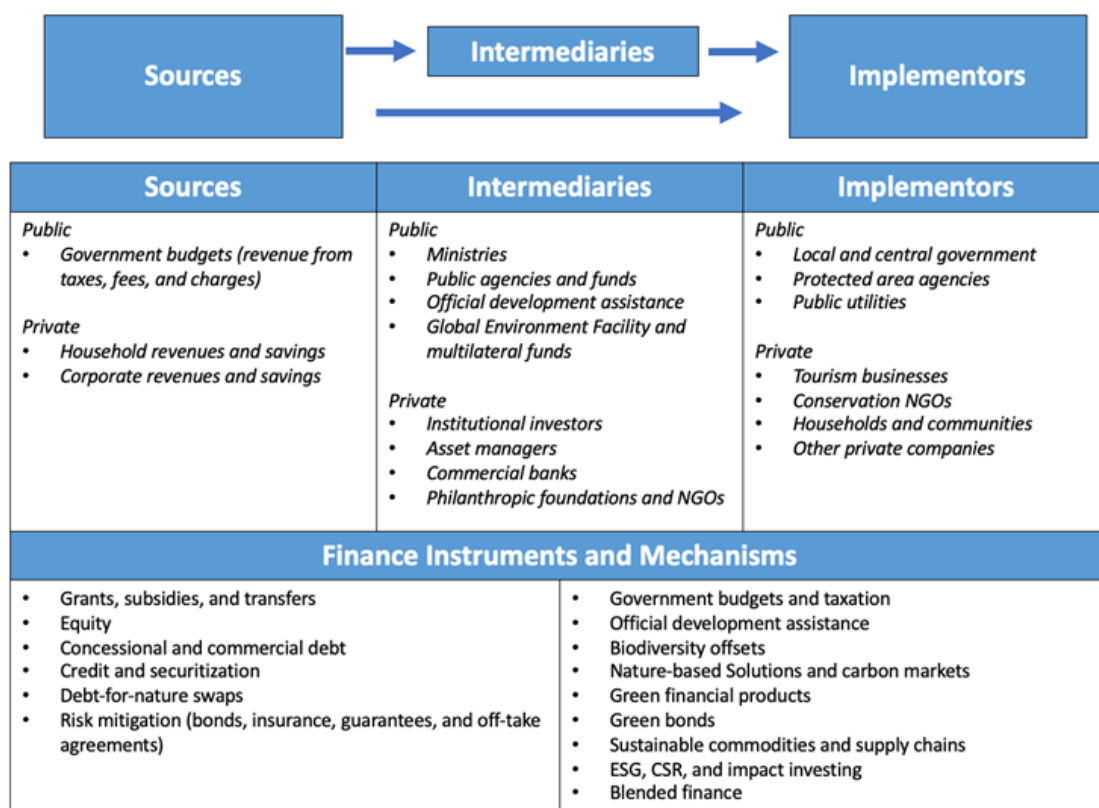 Sources
Intermediaries
Implementors
Sources
Intermediaries
Implementors
Public
• Government budgets (revenue from
taxes, fees, and charges)
Private
• Household revenues and savings
• Corporate revenues and savings
Public
• Ministries
• Public agencies and funds
• Official development assistance
• Global Environment Facility and
multilateral funds
Private
• Institutional investors
• Asset managers
• Commercial banks
• Philanthropic foundations and NGOs
Public
• Local and central government
• Protected area agencies
• Public utilities
Private
• Tourism businesses
• Conservation NGOs
• Households and communities
• Other private companies
Finance Instruments and Mechanisms
• Grants, subsidies, and transfers
• Equity
• Concessional and commercial debt
• Credit and securitization
• Debt-for-nature swaps
• Risk mitigation (bonds, insurance, guarantees, and off-take
agreements)
• Government budgets and taxation
• Official development assistance
• Biodiversity offsets
• Nature-based Solutions and carbon markets
• Green financial products
• Green bonds
• Sustainable commodities and supply chains
• ESG, CSR, and impact investing
• Blended finance